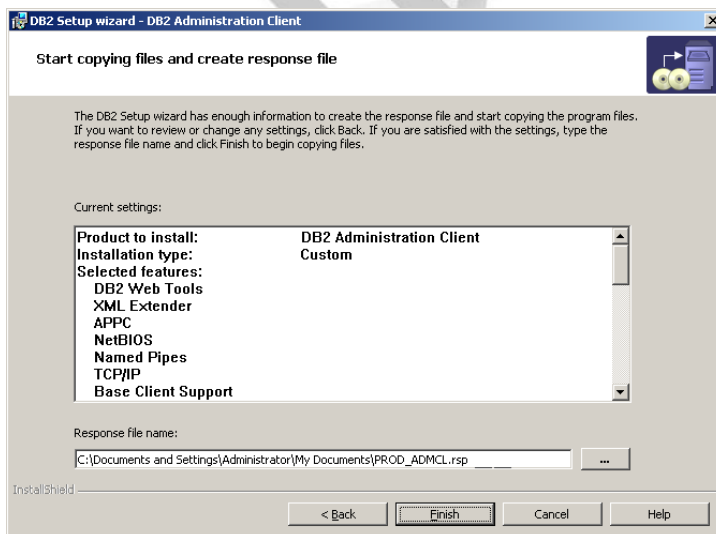 DB2 Setup wizard - DB2 Administration Client
Start copying files and create response file
The DB2 Setup wizard has enough information to create the response file and start copying the program files.
If you want to review or change any settings, click Back. If you are satisfied with the settings, type the
response file name and click Finish to begin copying files.
Current settings:
Product to install: DB2 Administration Client
Installation type: Custom
Selected features:
DB2 Web Tools
XML Extender
APPC
NetBIOS
Named Pipes
TCP/IP
Base Client Support
Response file name:
C:\Documents and Settings\Administrator\My Documents\PROD_ADMCL.rsp
...
InstallShield
< Back
Finish
Cancel
Help